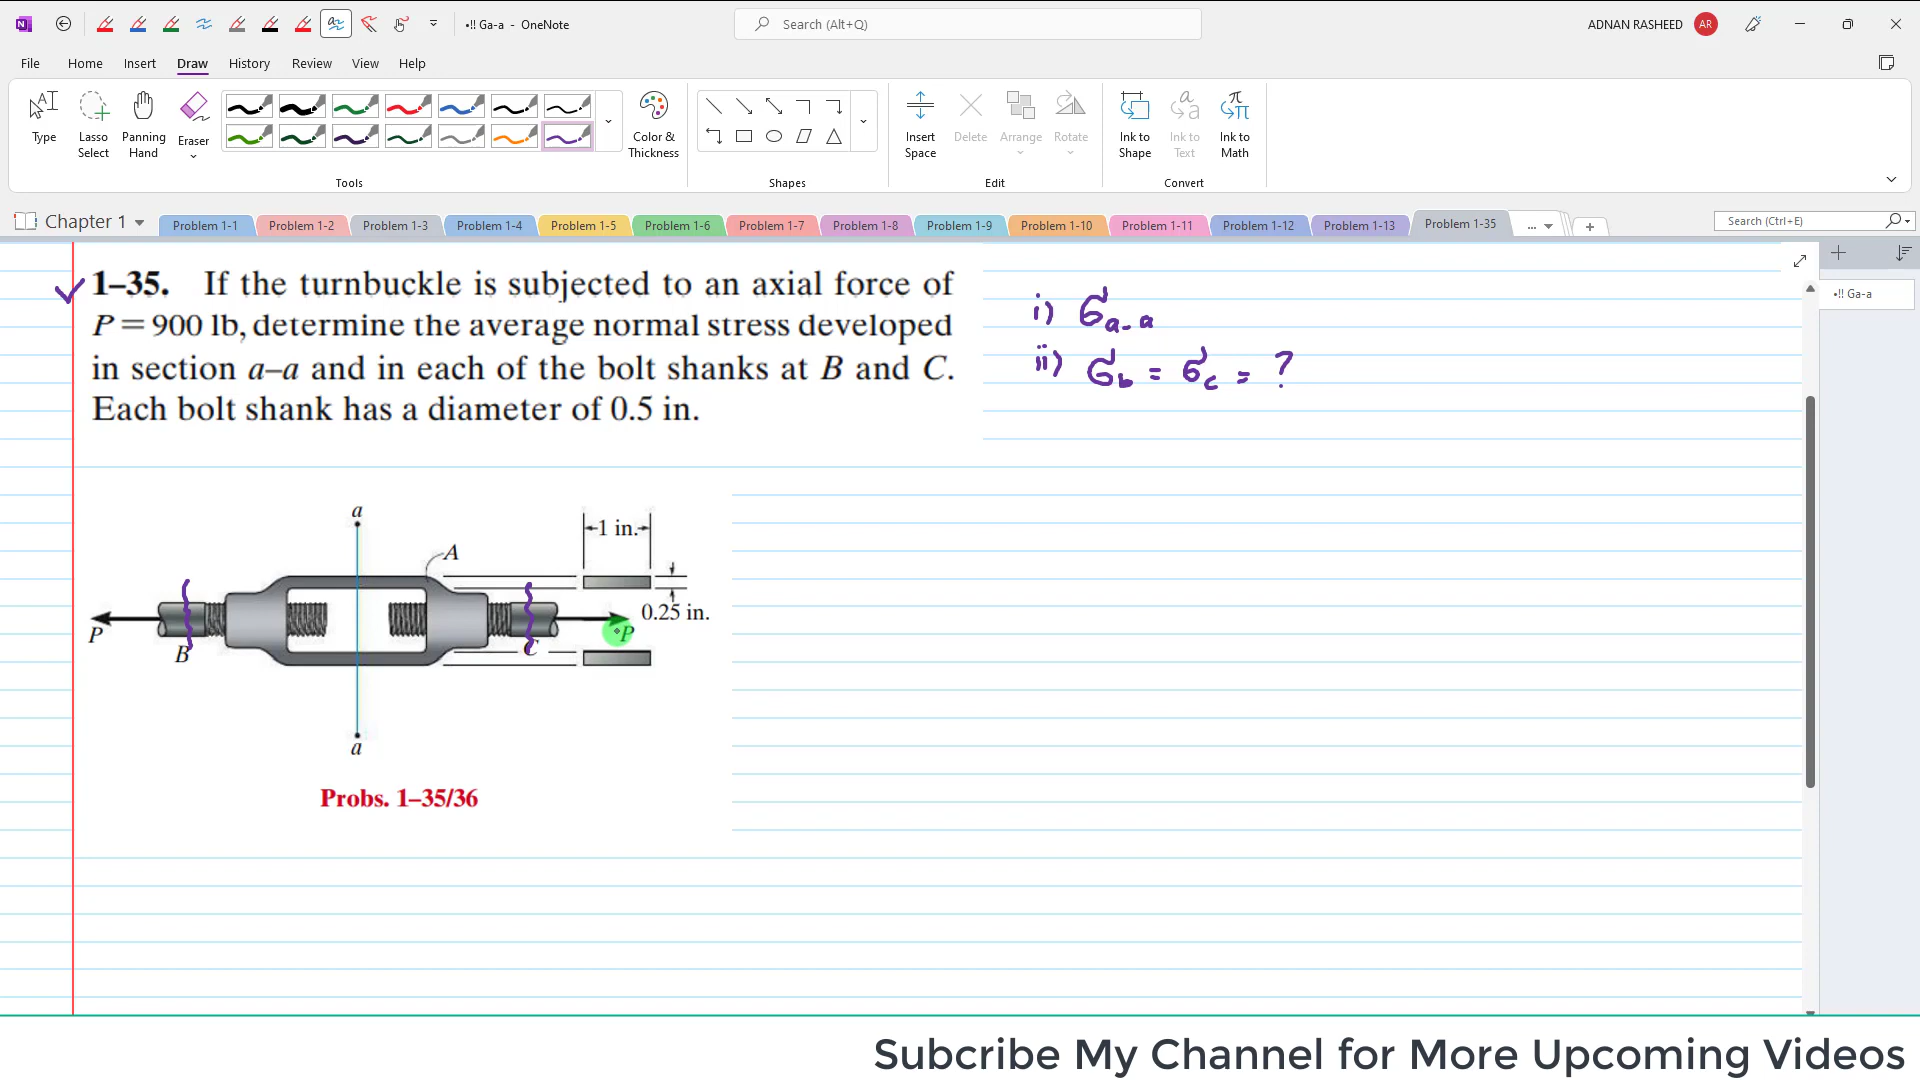 •!! Ga-a - OneNote
Search (Alt+Q)
ADNAN RASHEED
AR
File Home Insert Draw History Review View Help
Type
Lasso Select
Panning Hand
Eraser
Color & Thickness
Insert Space
Delete
Arrange
Rotate
Ink to Shape
Ink to Text
Ink to Math
Tools
Shapes
Edit
Convert
Chapter 1
Problem 1-1
Problem 1-2
Problem 1-3
Problem 1-4
Problem 1-5
Problem 1-6
Problem 1-7
Problem 1-8
Problem 1-9
Problem 1-10
Problem 1-11
Problem 1-12
Problem 1-13
Problem 1-35
...
Search (Ctrl+E)
•!! Ga-a
1–35. If the turnbuckle is subjected to an axial force of
P = 900 lb, determine the average normal stress developed
in section a–a and in each of the bolt shanks at B and C.
Each bolt shank has a diameter of 0.5 in.
i) σa-a
ii) σb = σc = ?
a
A
1 in.
0.25 in.
P
B
C
P
a
Probs. 1–35/36
Subcribe My Channel for More Upcoming Videos